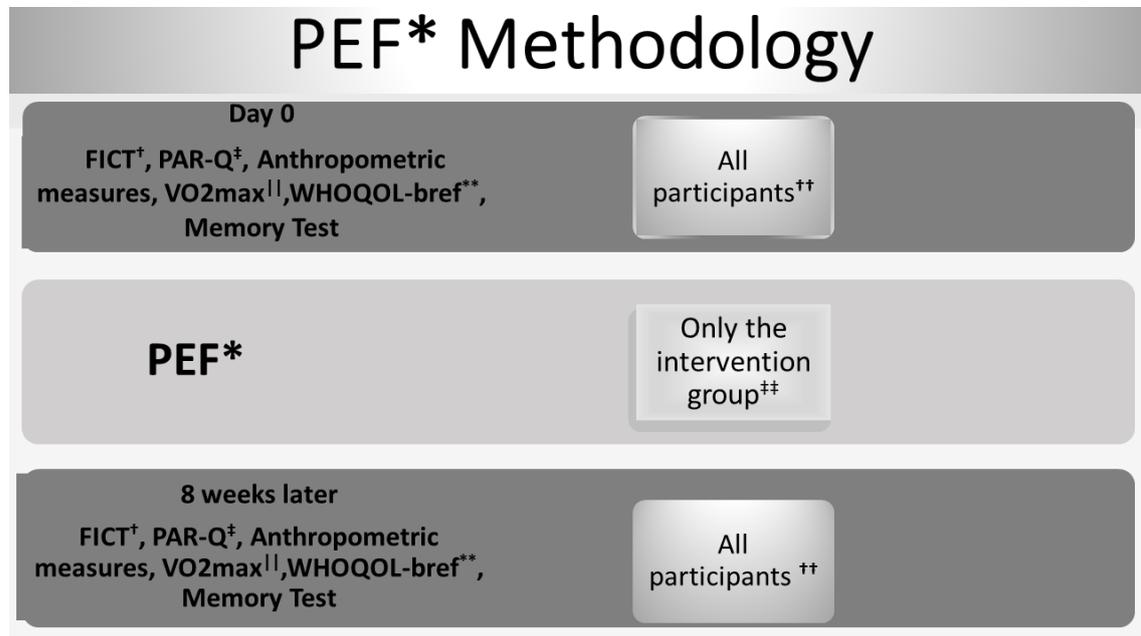 PEF* Methodology
Day 0
FICT†, PAR-Q‡, Anthropometric
measures, VO2max||,WHOQOL-bref**,
Memory Test
All
participants††
PEF*
Only the
intervention
group‡‡
8 weeks later
FICT†, PAR-Q‡, Anthropometric
measures, VO2max||,WHOQOL-bref**,
Memory Test
All
participants ††